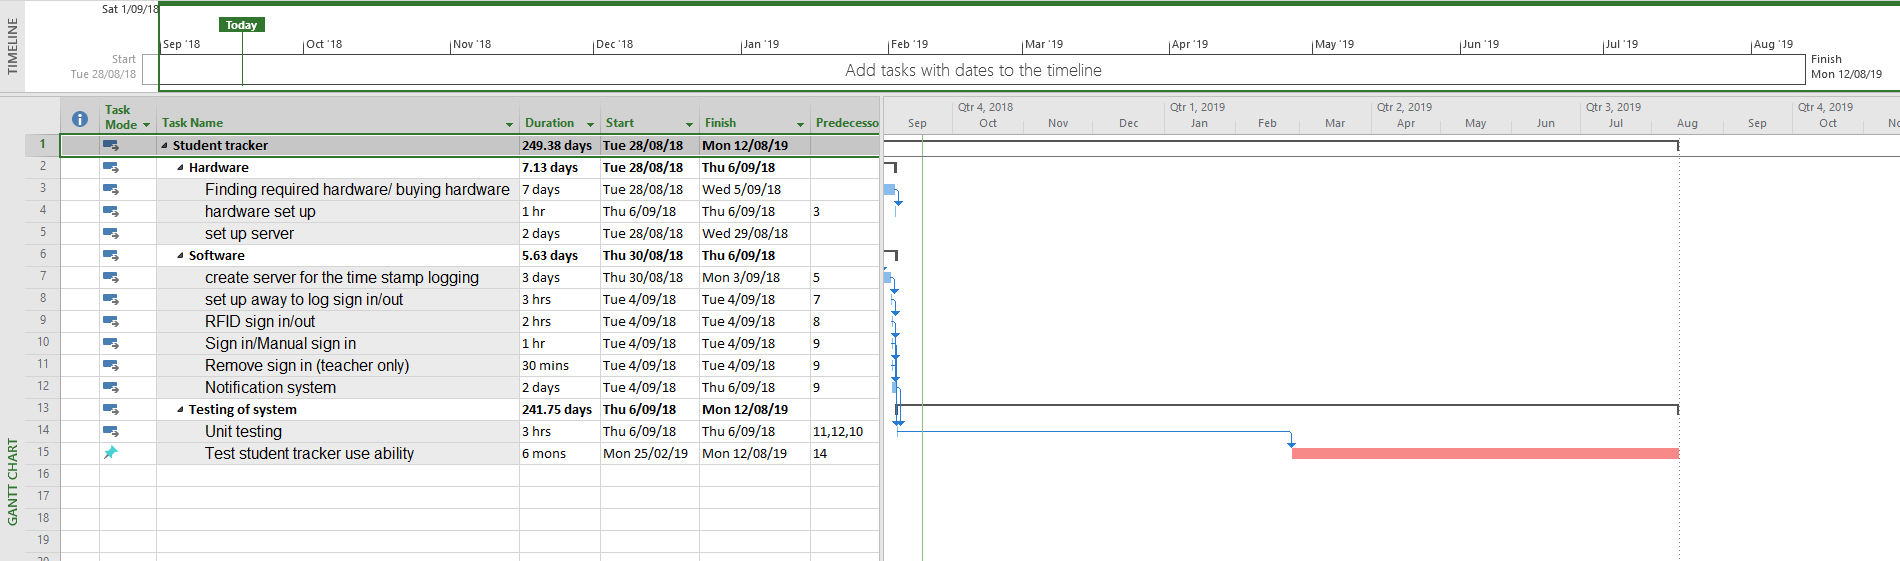 TIMELINE
Sat 1/09/18
Today
Sep '18 Oct '18 Nov '18 Dec '18 Jan '19 Feb '19 Mar '19 Apr '19 May '19 Jun '19 Jul '19 Aug '19
Start
Tue 28/08/18
Add tasks with dates to the timeline
Finish
Mon 12/08/19
GANTT CHART
Task Mode Task Name Duration Start Finish Predecesso
Qtr 4, 2018 Qtr 1, 2019 Qtr 2, 2019 Qtr 3, 2019 Qtr 4, 2019
Sep Oct Nov Dec Jan Feb Mar Apr May Jun Jul Aug Sep Oct No
1 Student tracker 249.38 days Tue 28/08/18 Mon 12/08/19
2 Hardware 7.13 days Tue 28/08/18 Thu 6/09/18
3 Finding required hardware/ buying hardware 7 days Tue 28/08/18 Wed 5/09/18
4 hardware set up 1 hr Thu 6/09/18 Thu 6/09/18 3
5 set up server 2 days Tue 28/08/18 Wed 29/08/18
6 Software 5.63 days Thu 30/08/18 Thu 6/09/18
7 create server for the time stamp logging 3 days Thu 30/08/18 Mon 3/09/18 5
8 set up away to log sign in/out 3 hrs Tue 4/09/18 Tue 4/09/18 7
9 RFID sign in/out 2 hrs Tue 4/09/18 Tue 4/09/18 8
10 Sign in/Manual sign in 1 hr Tue 4/09/18 Tue 4/09/18 9
11 Remove sign in (teacher only) 30 mins Tue 4/09/18 Tue 4/09/18 9
12 Notification system 2 days Tue 4/09/18 Thu 6/09/18 9
13 Testing of system 241.75 days Thu 6/09/18 Mon 12/08/19
14 Unit testing 3 hrs Thu 6/09/18 Thu 6/09/18 11,12,10
15 Test student tracker use ability 6 mons Mon 25/02/19 Mon 12/08/19 14
16
17
18
19
20